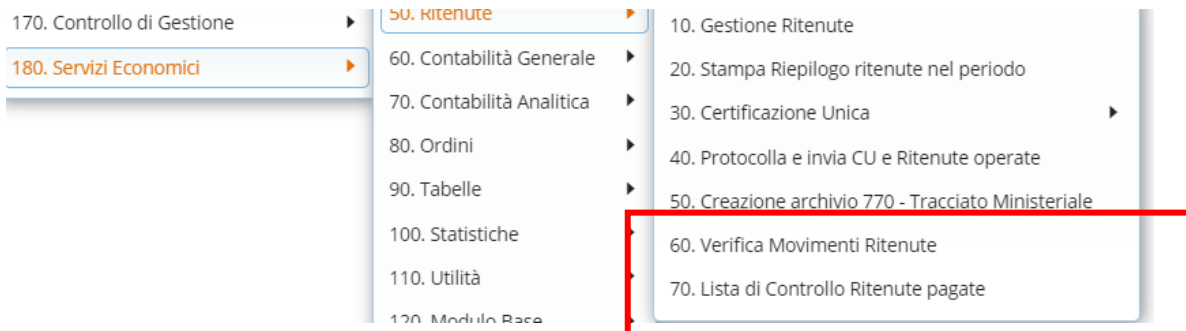 170. Controllo di Gestione
180. Servizi Economici
50. Ritenute
60. Contabilità Generale
70. Contabilità Analitica
80. Ordini
90. Tabelle
100. Statistiche
110. Utilità
120. Modulo Base
10. Gestione Ritenute
20. Stampa Riepilogo ritenute nel periodo
30. Certificazione Unica
40. Protocolla e invia CU e Ritenute operate
50. Creazione archivio 770 - Tracciato Ministeriale
60. Verifica Movimenti Ritenute
70. Lista di Controllo Ritenute pagate